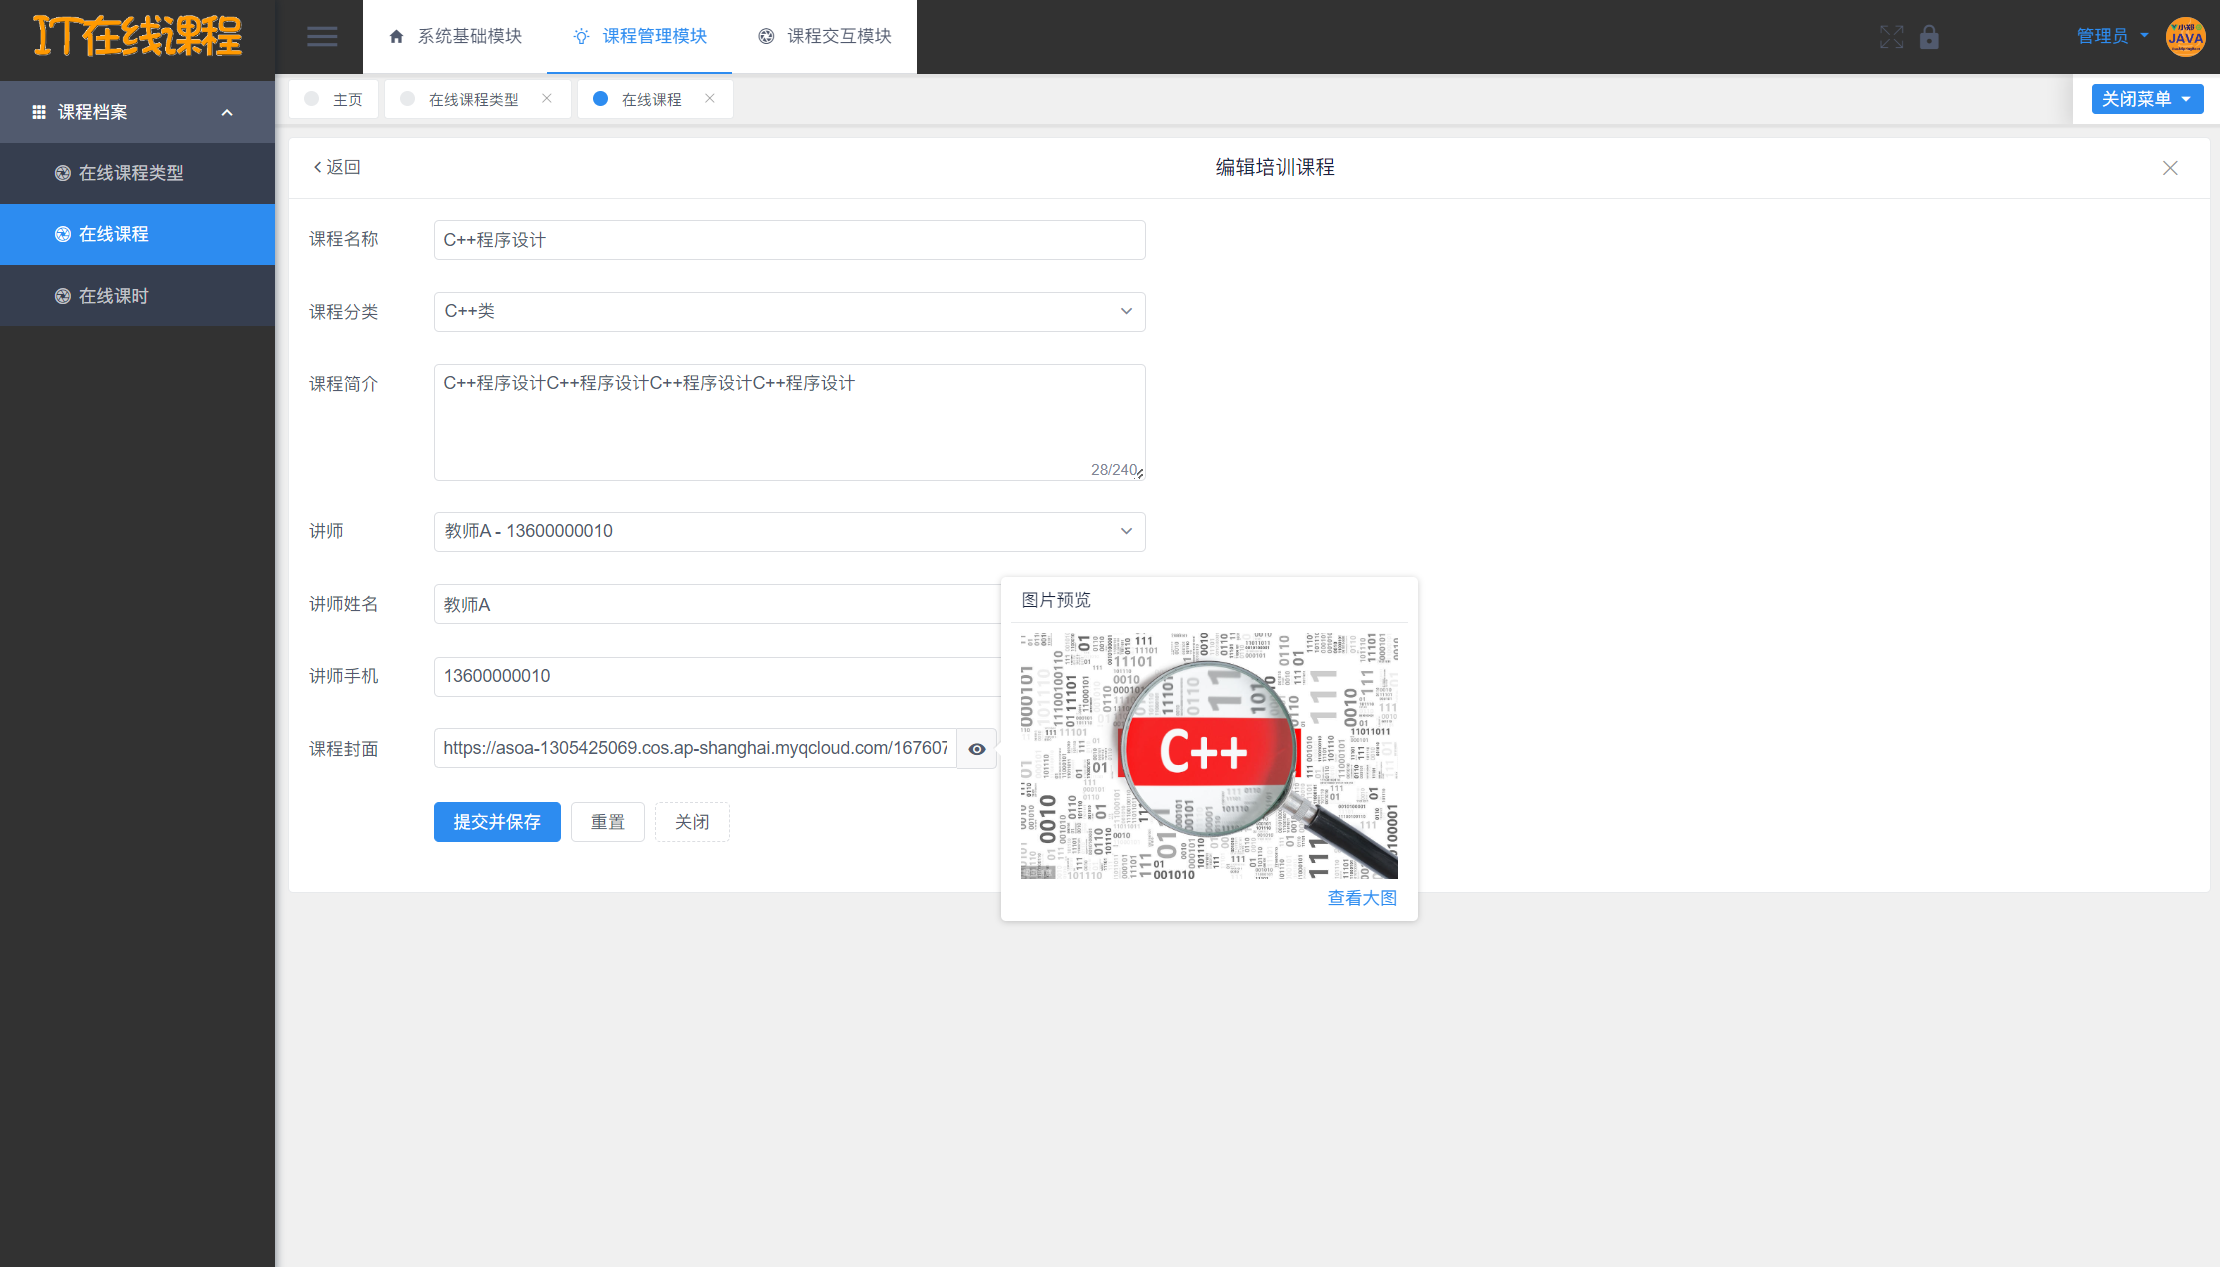 IT在线课程
系统基础模块
课程管理模块
课程交互模块
管理员
小郑
JAVA
课程档案
在线课程类型
在线课程
在线课时
主页
在线课程类型
在线课程
关闭菜单
返回
编辑培训课程
课程名称
C++程序设计
课程分类
C++类
课程简介
C++程序设计C++程序设计C++程序设计C++程序设计
28/240
讲师
教师A - 13600000010
讲师姓名
教师A
讲师手机
13600000010
课程封面
https://asoa-1305425069.cos.ap-shanghai.myqcloud.com/167607
提交并保存
重置
关闭
图片预览
C++
查看大图